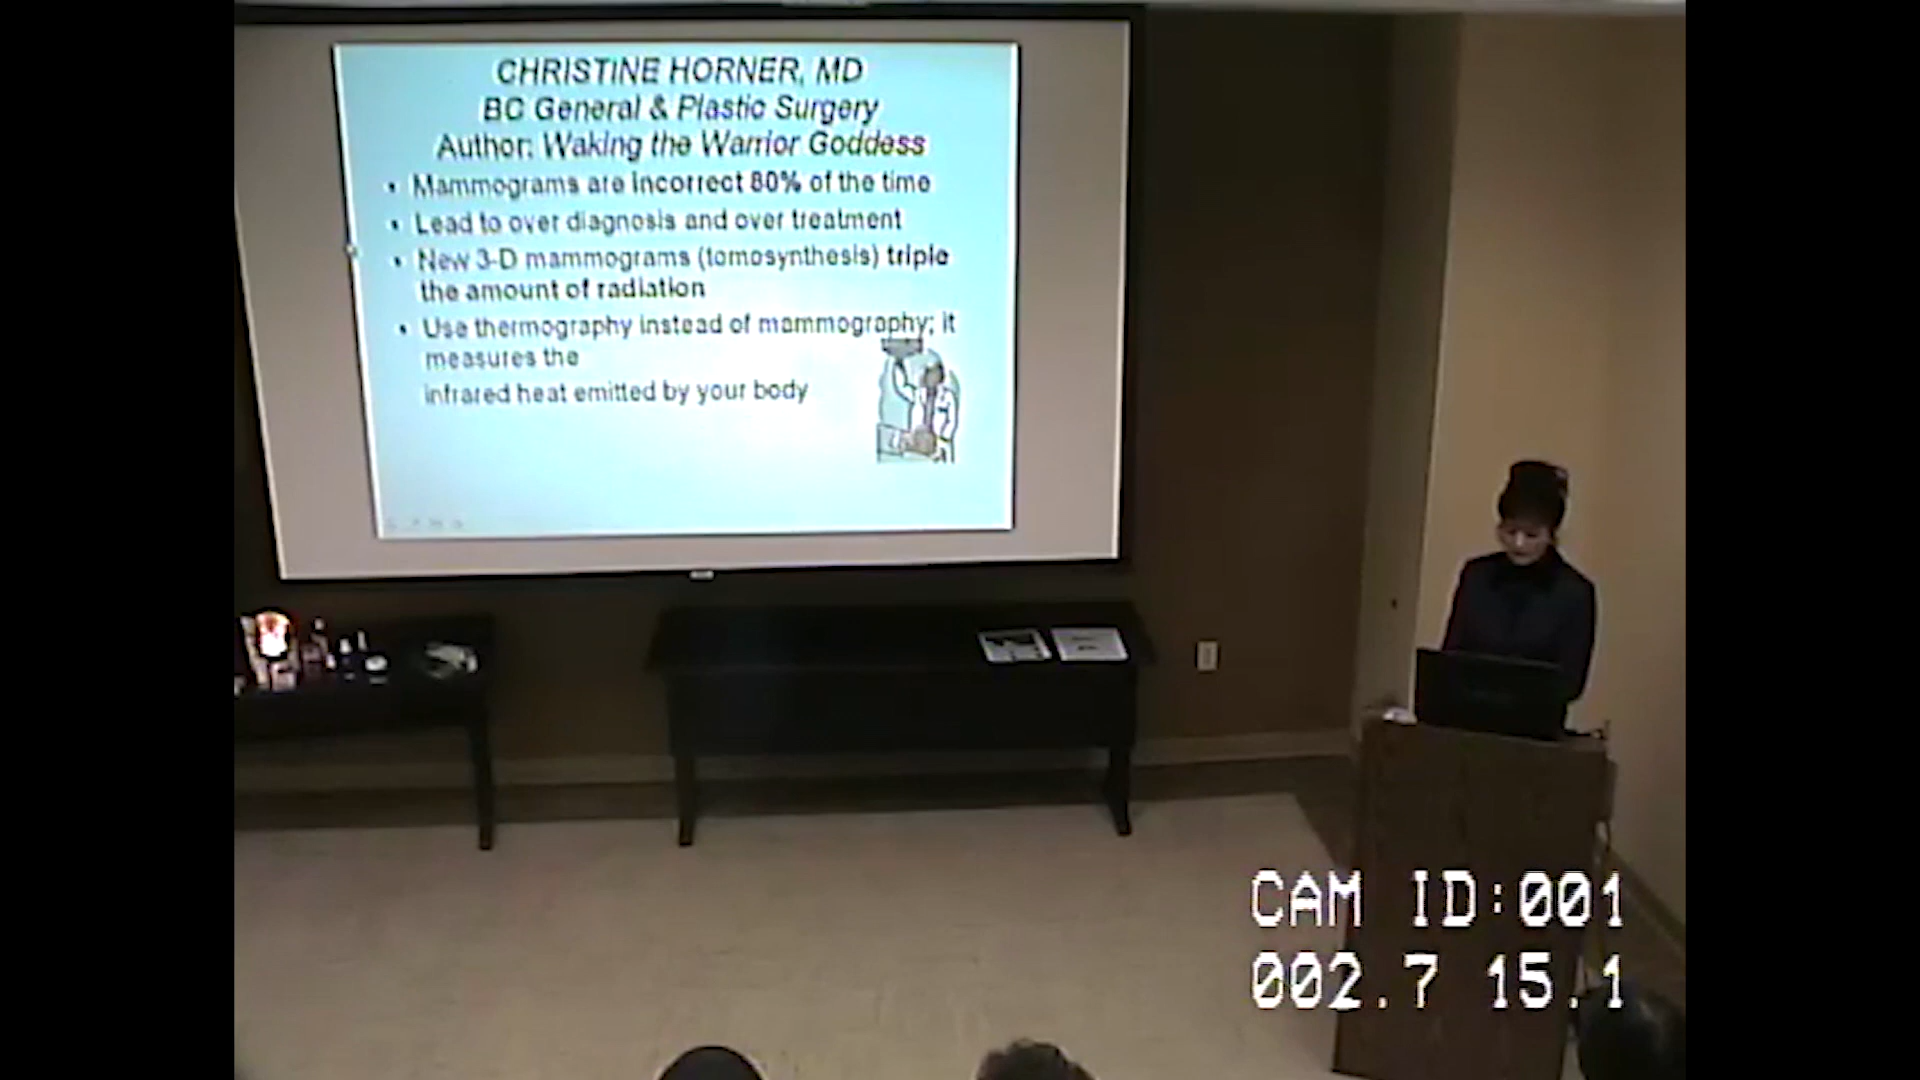 CHRISTINE HORNER, MD
BC General & Plastic Surgery
Author: Waking the Warrior Goddess
• Mammograms are incorrect 80% of the time
• Lead to over diagnosis and over treatment
• New 3-D mammograms (tomosynthesis) triple
the amount of radiation
• Use thermography instead of mammography; it
measures the
infrared heat emitted by your body
CAM ID:001
002.7 15.1